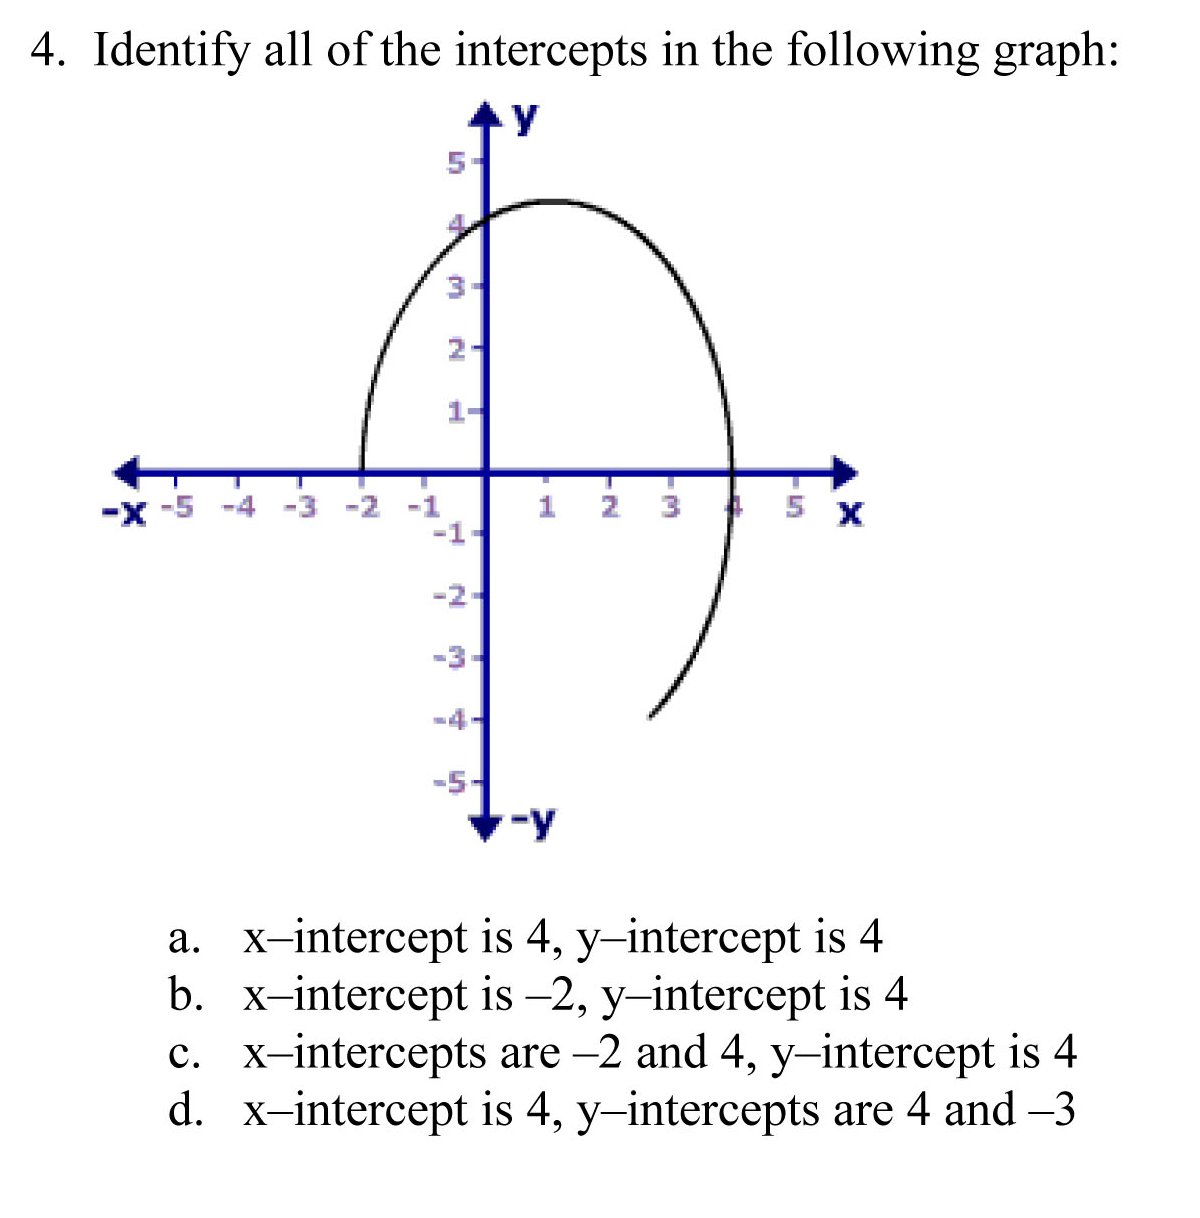 4. Identify all of the intercepts in the following graph:
y
5
4
3
2
1
-x -5 -4 -3 -2 -1 1 2 3 4 5 x
-1
-2
-3
-4
-5
-y
a. x–intercept is 4, y–intercept is 4
b. x–intercept is –2, y–intercept is 4
c. x–intercepts are –2 and 4, y–intercept is 4
d. x–intercept is 4, y–intercepts are 4 and –3